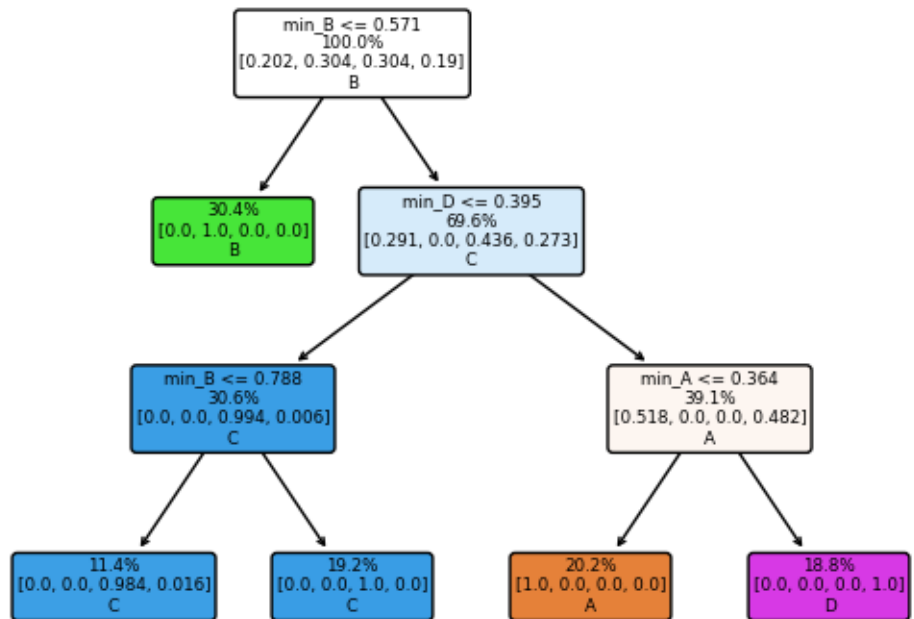 min_B <= 0.571
100.0%
[0.202, 0.304, 0.304, 0.19]
B
30.4%
[0.0, 1.0, 0.0, 0.0]
B
min_D <= 0.395
69.6%
[0.291, 0.0, 0.436, 0.273]
C
min_B <= 0.788
30.6%
[0.0, 0.0, 0.994, 0.006]
C
min_A <= 0.364
39.1%
[0.518, 0.0, 0.0, 0.482]
A
11.4%
[0.0, 0.0, 0.984, 0.016]
C
19.2%
[0.0, 0.0, 1.0, 0.0]
C
20.2%
[1.0, 0.0, 0.0, 0.0]
A
18.8%
[0.0, 0.0, 0.0, 1.0]
D